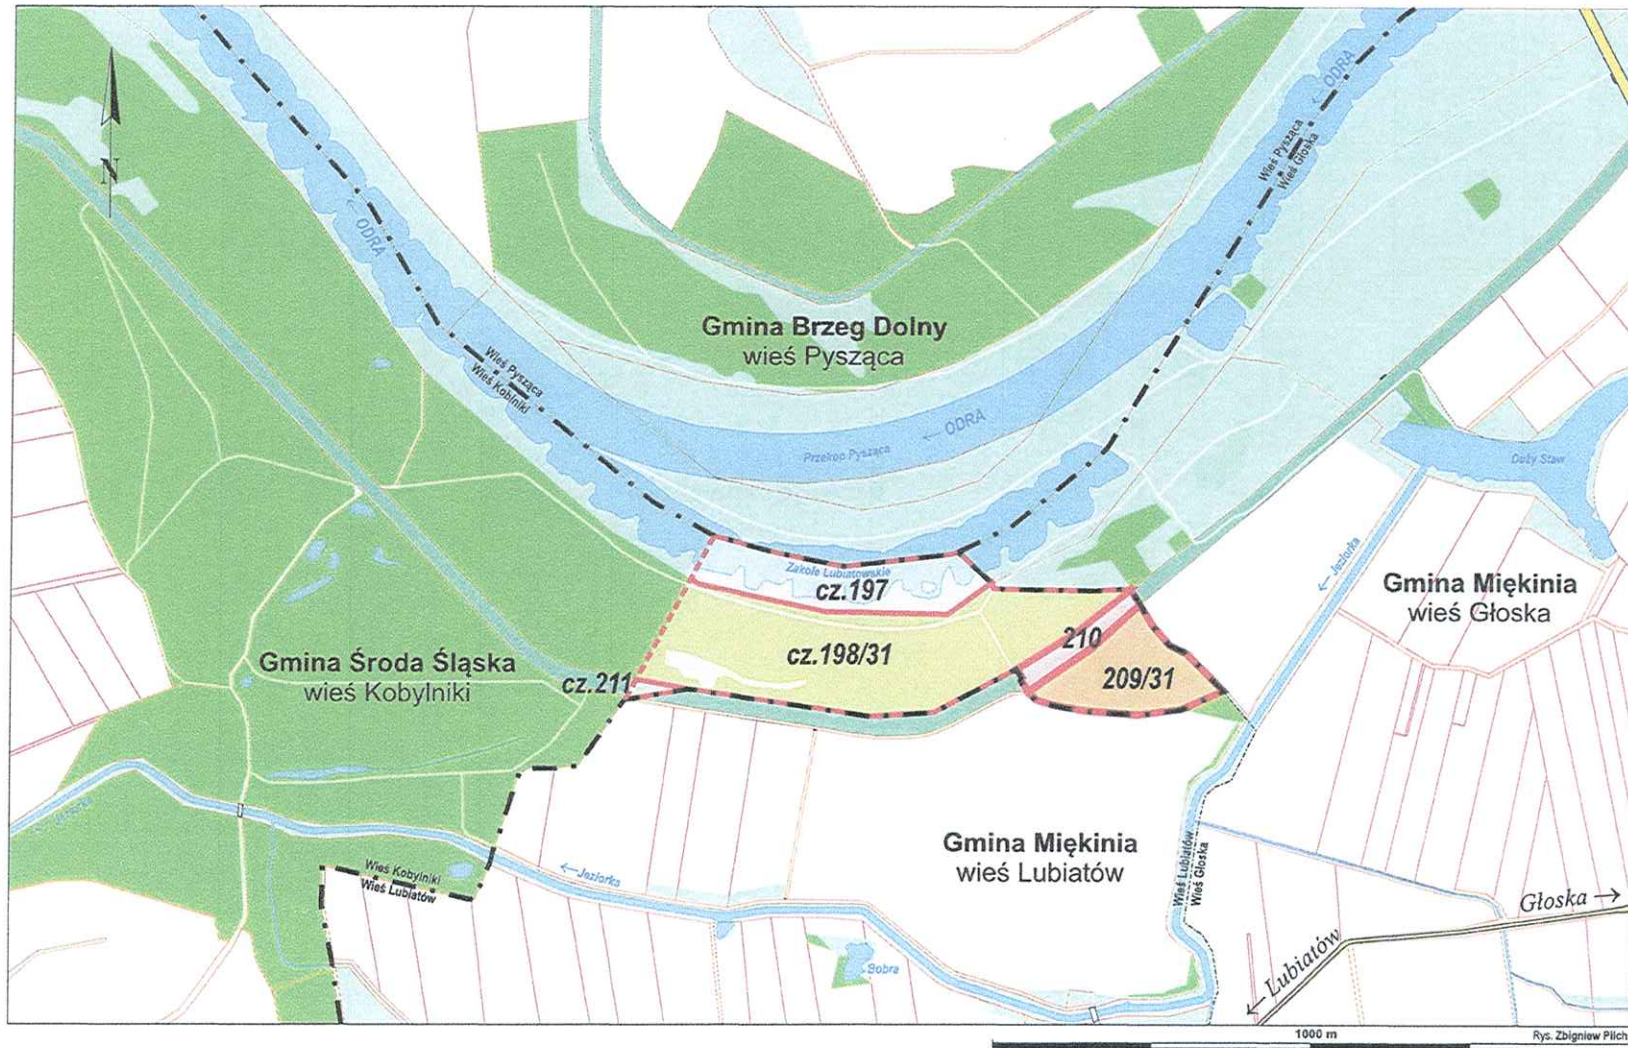 N
← ODRA
Wieś Pysząca
Wieś Głoska
← ODRA
Gmina Brzeg Dolny
wieś Pysząca
Wieś Pysząca
Wieś Kobiniki
← ODRA
Przekop Pysząca
Duży Staw
← Jeziorka
Zakole Lubiatowskie
cz.197
Gmina Miękinia
wieś Głoska
210
cz.198/31
Gmina Środa Śląska
wieś Kobylniki
cz.211
209/31
Gmina Miękinia
wieś Lubiatów
Wieś Kobylniki
Wieś Lubiatów
← Jeziorka
Wieś Lubiatów
Wieś Głoska
Głoska →
← Lubiatów
Bobra
1000 m
Rys. Zbigniew Pilch